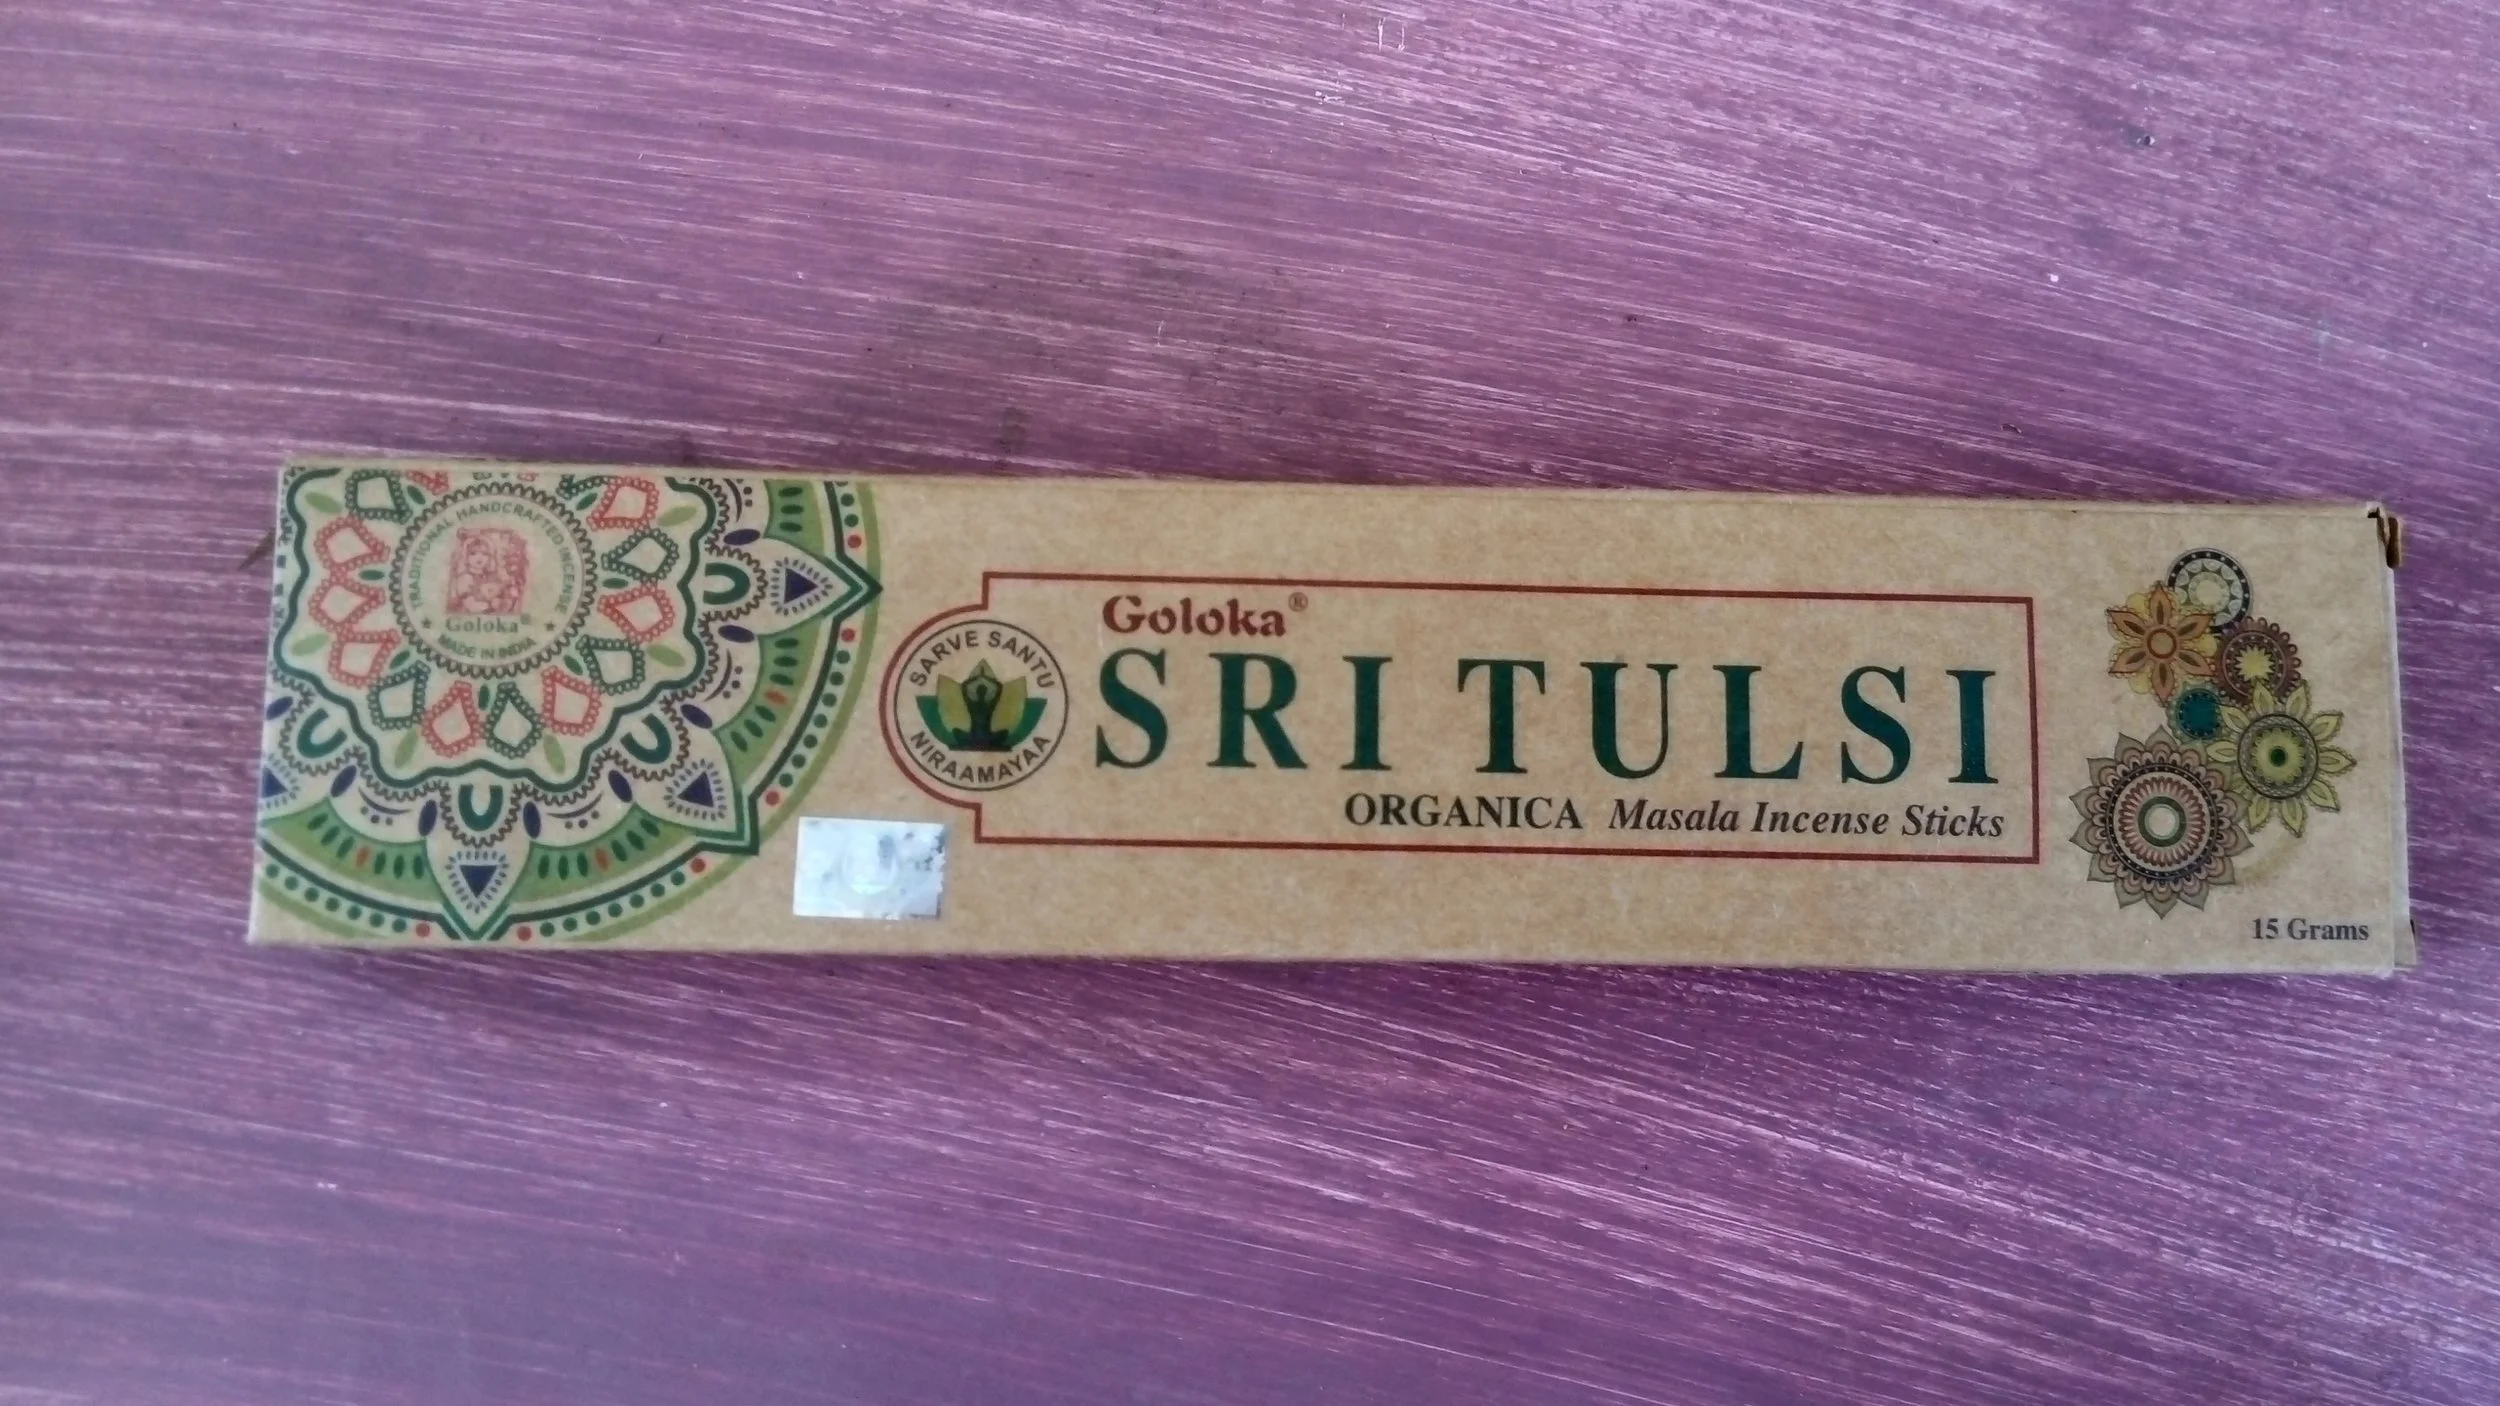 TRADITIONAL HANDCRAFTED INCENSE
Goloka®
★ MADE IN INDIA ★
SARVE SANTU
NIRAAMAYAA
Goloka®
SRI TULSI
ORGANICA Masala Incense Sticks
15 Grams